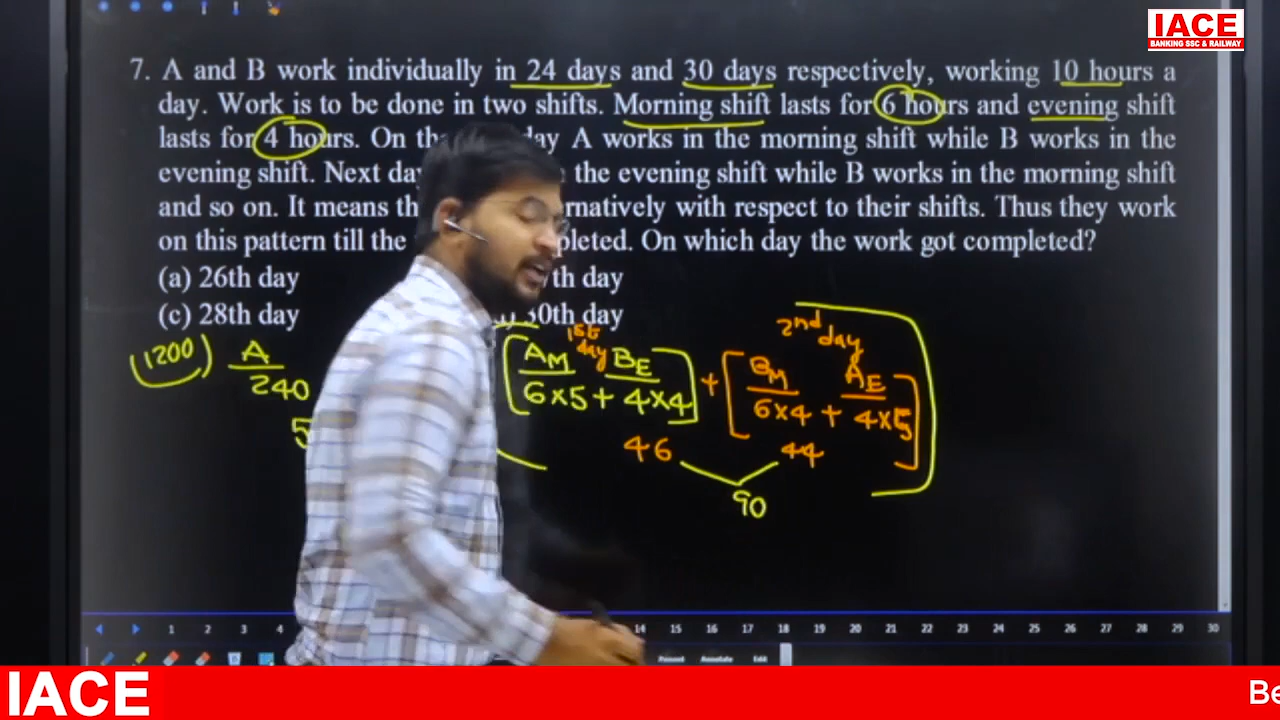 IACE
BANKING SSC & RAILWAY
7. A and B work individually in 24 days and 30 days respectively, working 10 hours a
day. Work is to be done in two shifts. Morning shift lasts for 6 hours and evening shift
lasts for 4 hours. On day A works in the morning shift while B works in the
evening shift. Next the evening shift while B works in the morning shift
and so on. It means with respect to their shifts. Thus they work
on this pattern till the On which day the work got completed?
(a) 26th day th day
(c) 28th day 30th day
1200 A
240
5
1st day
[AM BE] + [BM AE] 2nd day
6×5 + 4×4 6×4 + 4×5
46 44
90
1 2 3 4 14 15 16 17 18 19 20 21 22 23 24 25 26 27 28 29 30
Annotate Edit
IACE Be